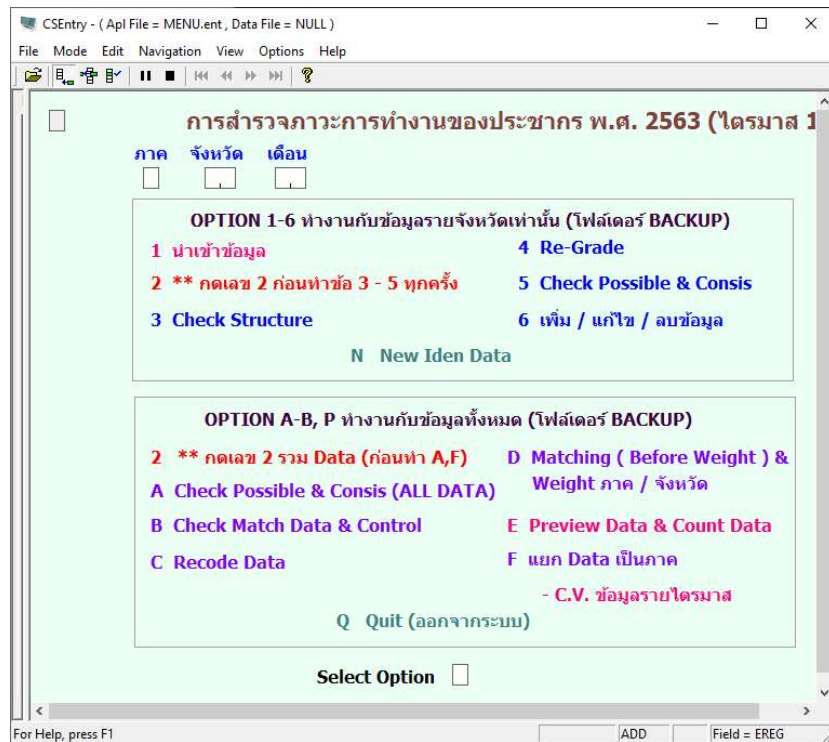 CSEntry - ( Apl File = MENU.ent , Data File = NULL )
File Mode Edit Navigation View Options Help
การสำรวจภาวะการทำงานของประชากร พ.ศ. 2563 (ไตรมาส 1
ภาค จังหวัด เดือน
OPTION 1-6 ทำงานกับข้อมูลรายจังหวัดเท่านั้น (โฟล์เดอร์ BACKUP)
1 นำเข้าข้อมูล
4 Re-Grade
2 ** กดเลข 2 ก่อนทำข้อ 3 - 5 ทุกครั้ง
5 Check Possible & Consis
3 Check Structure
6 เพิ่ม / แก้ไข / ลบข้อมูล
N New Iden Data
OPTION A-B, P ทำงานกับข้อมูลทั้งหมด (โฟล์เดอร์ BACKUP)
2 ** กดเลข 2 รวม Data (ก่อนทำ A,F)
D Matching ( Before Weight ) &
Weight ภาค / จังหวัด
A Check Possible & Consis (ALL DATA)
B Check Match Data & Control
E Preview Data & Count Data
C Recode Data
F แยก Data เป็นภาค
- C.V. ข้อมูลรายไตรมาส
Q Quit (ออกจากระบบ)
Select Option
For Help, press F1
ADD
Field = EREG